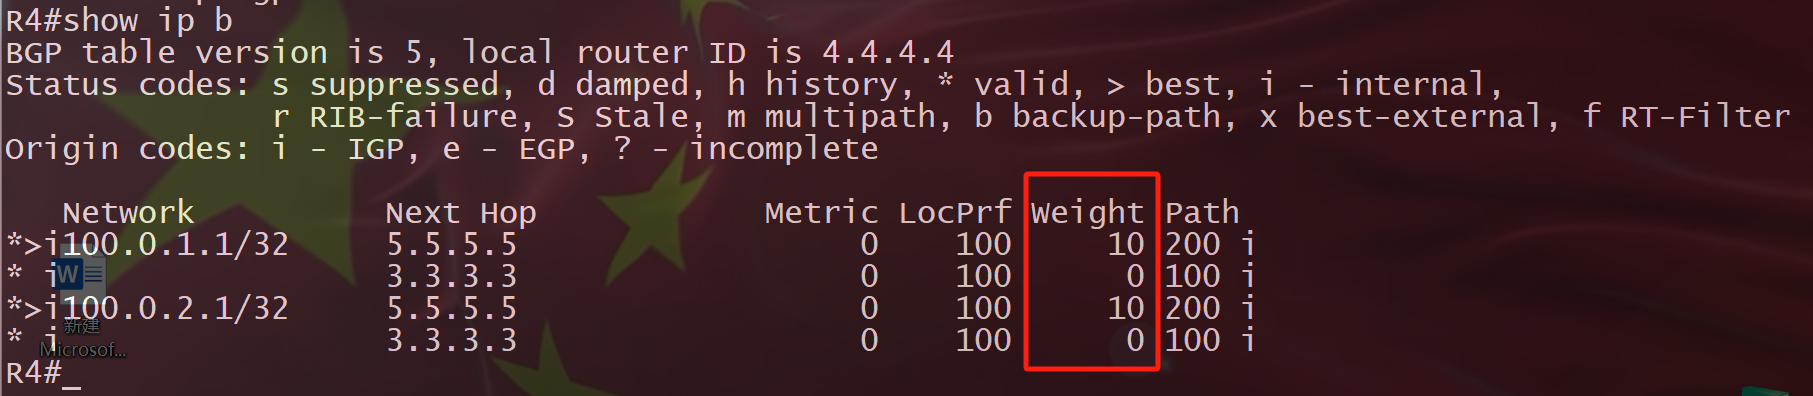 R4#show ip b
BGP table version is 5, local router ID is 4.4.4.4
Status codes: s suppressed, d damped, h history, * valid, > best, i - internal,
r RIB-failure, S Stale, m multipath, b backup-path, x best-external, f RT-Filter
Origin codes: i - IGP, e - EGP, ? - incomplete
Network Next Hop Metric LocPrf Weight Path
*>i100.0.1.1/32 5.5.5.5 0 100 10 200 i
* i 3.3.3.3 0 100 0 100 i
*>i100.0.2.1/32 5.5.5.5 0 100 10 200 i
* i 3.3.3.3 0 100 0 100 i
R4#_
W
新建
Microsof...